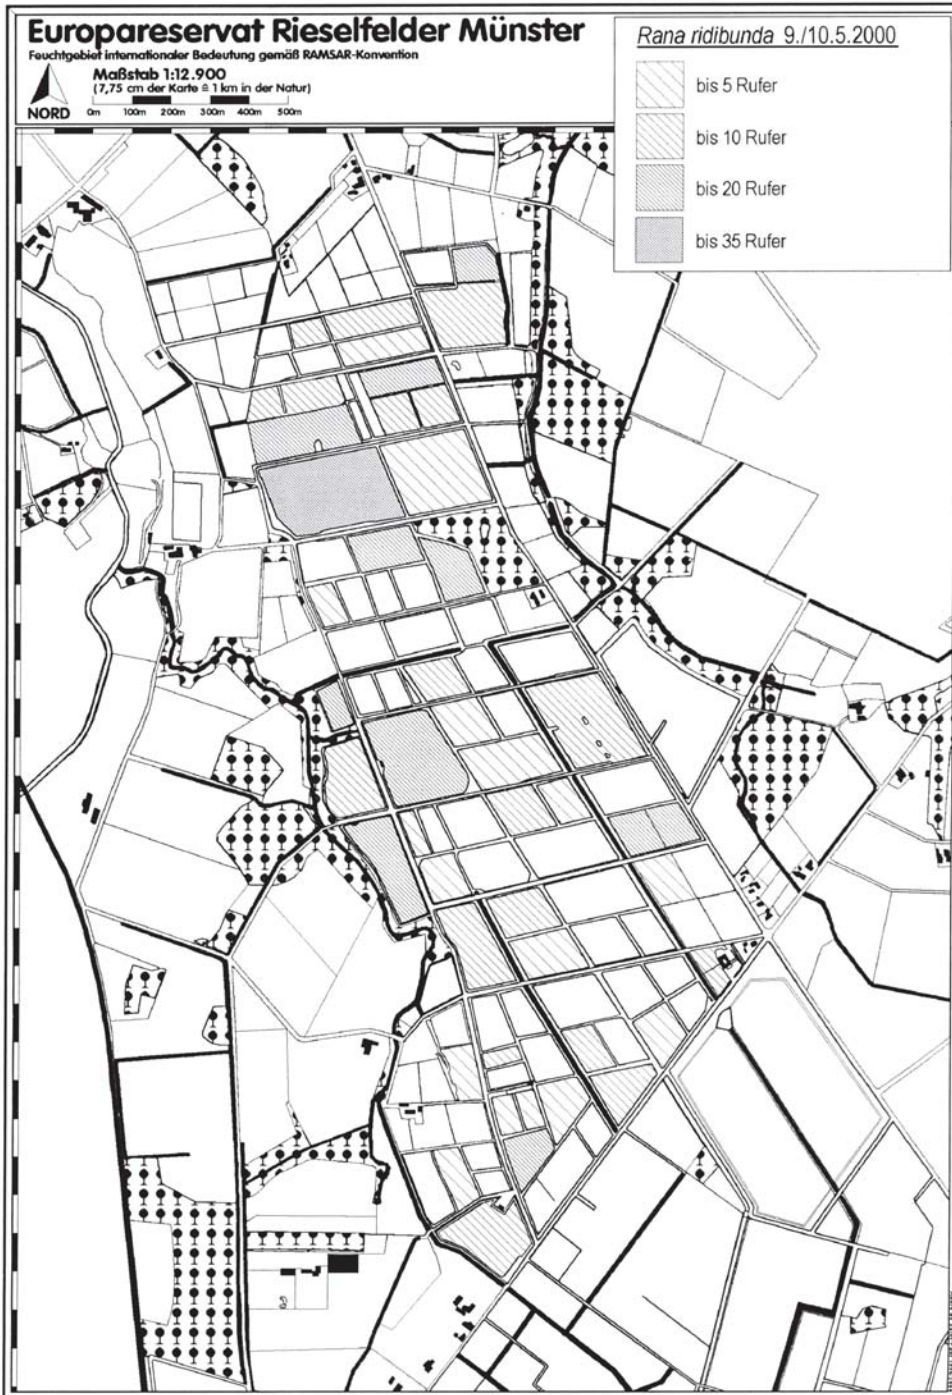 Europareservat Rieselfelder Münster
Feuchtgebiet internationaler Bedeutung gemäß RAMSAR-Konvention
Maßstab 1:12.900
(7,75 cm der Karte ≙ 1 km in der Natur)
NORD
0m 100m 200m 300m 400m 500m
Rana ridibunda 9./10.5.2000
bis 5 Rufer
bis 10 Rufer
bis 20 Rufer
bis 35 Rufer